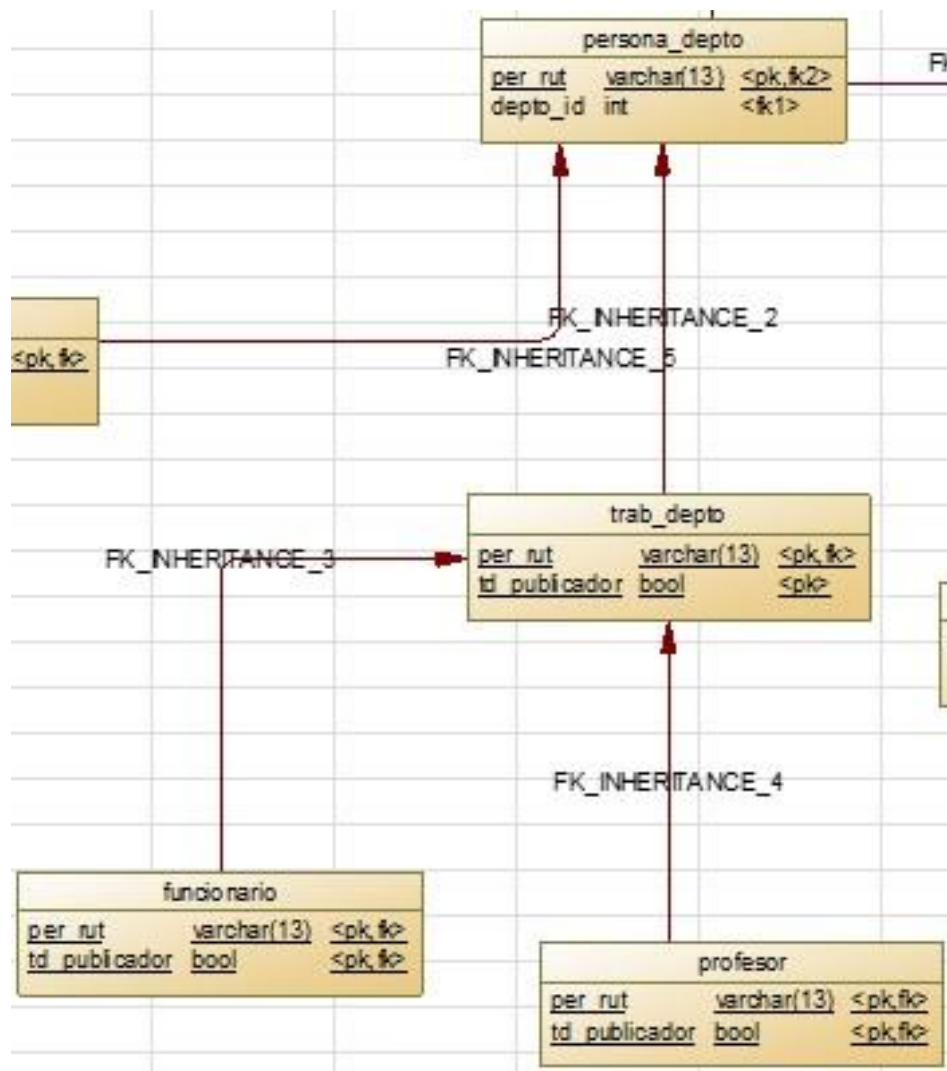 persona_depto
per_rut varchar(13) <pk,fk2>
depto_id int <fk1>
FK_INHERITANCE_2
<pk,fk>
FK_INHERITANCE_5
trab_depto
per_rut varchar(13) <pk,fk>
td_publicador bool <pk>
FK_INHERITANCE_3
FK_INHERITANCE_4
funcionario
per_rut varchar(13) <pk,fk>
td_publicador bool <pk,fk>
profesor
per_rut varchar(13) <pk,fk>
td_publicador bool <pk,fk>